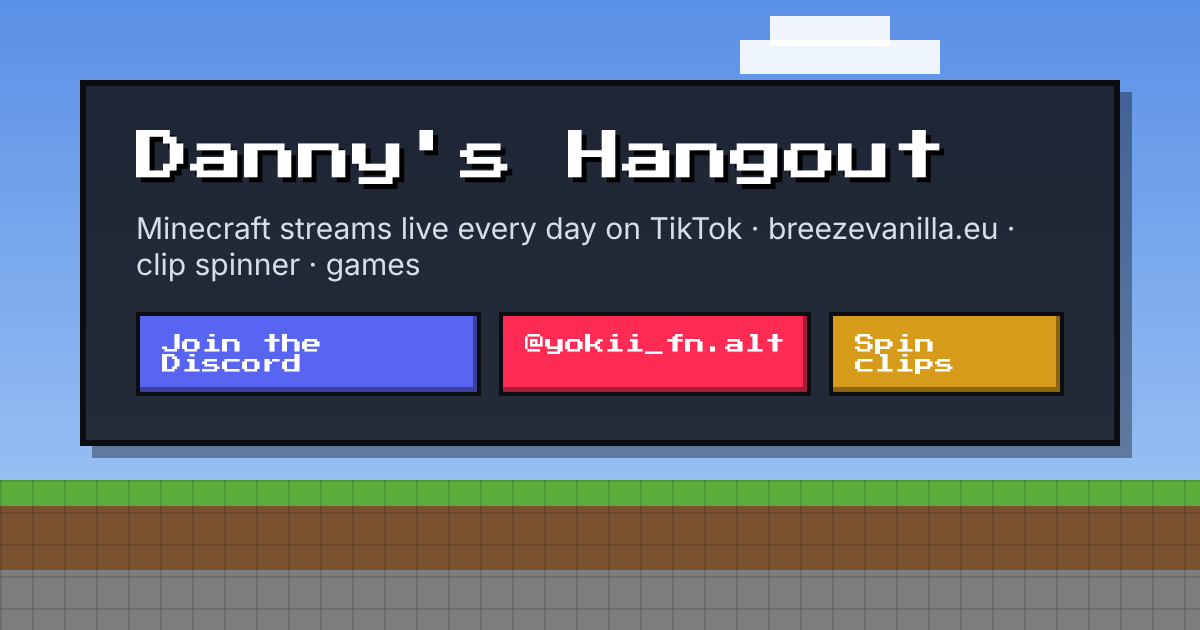 Danny's Hangout
Minecraft streams live every day on TikTok · breezevanilla.eu ·
clip spinner · games
Join the
Discord
@yokii_fn.alt
Spin
clips